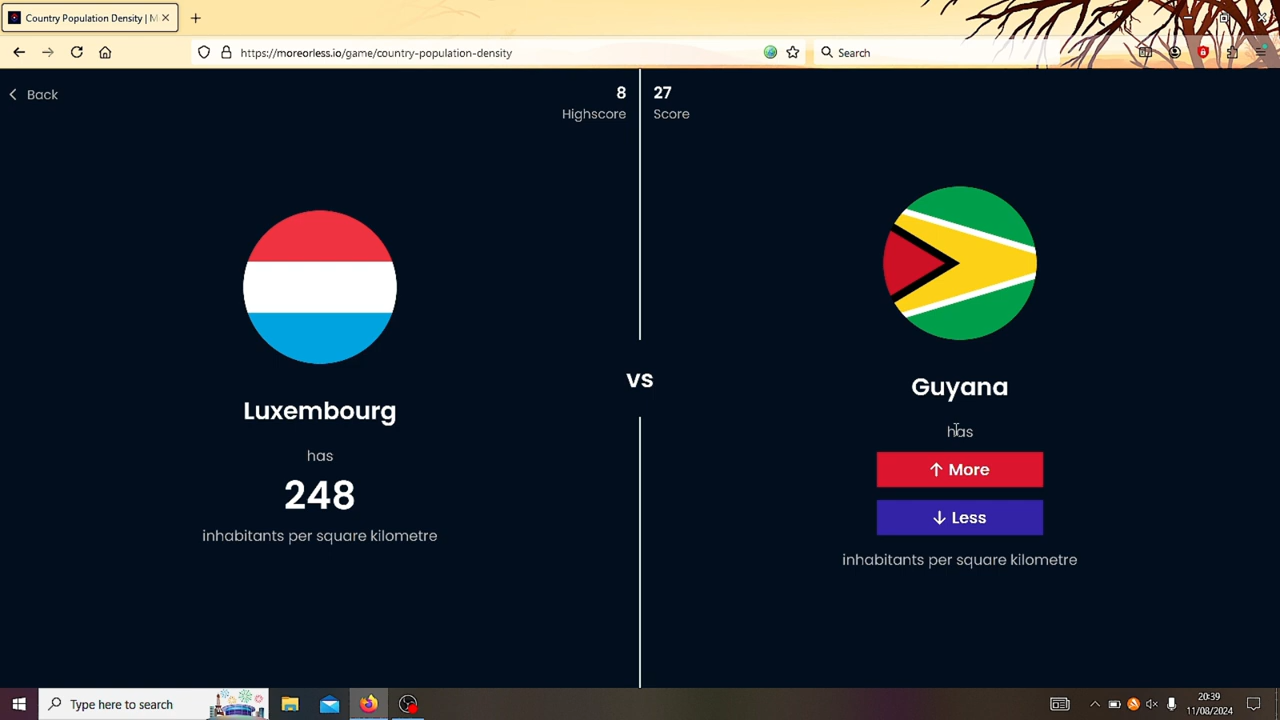 Country Population Density | M
https://moreorless.io/game/country-population-density
Search
Back
8
Highscore
27
Score
Luxembourg
has
248
inhabitants per square kilometre
vs
Guyana
has
↑ More
↓ Less
inhabitants per square kilometre
Type here to search
20:39
11/08/2024